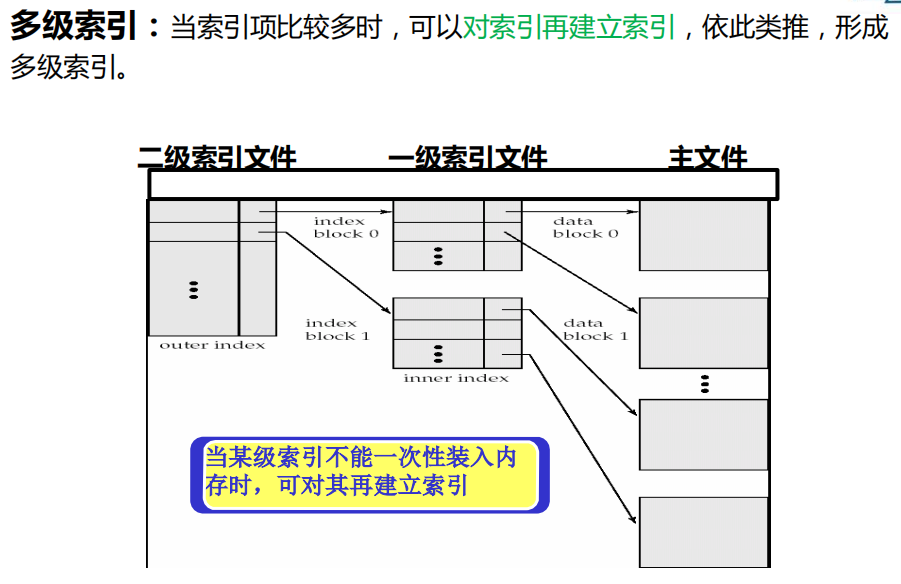 多级索引：当索引项比较多时，可以对索引再建立索引，依此类推，形成
多级索引。
二级索引文件 一级索引文件 主文件
index
block 0
data
block 0
index
block 1
data
block 1
outer index
inner index
当某级索引不能一次性装入内
存时，可对其再建立索引